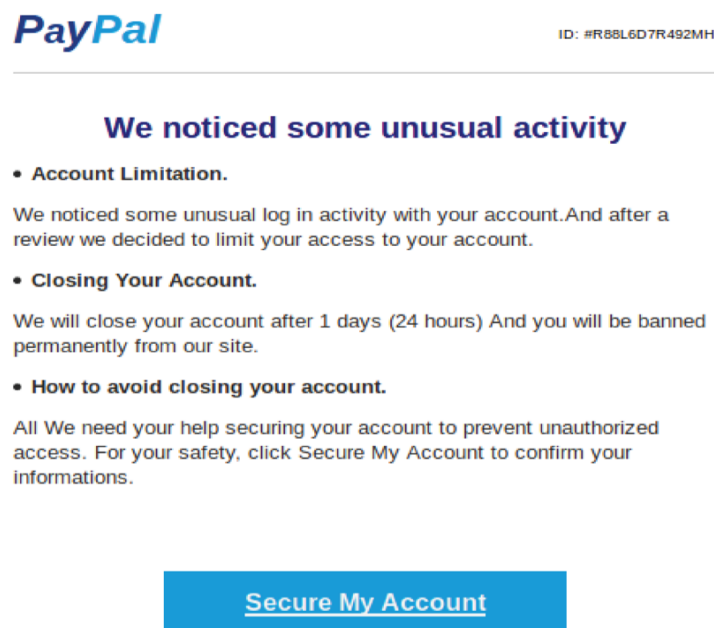 PayPal
ID: #R88L6D7R492MH
We noticed some unusual activity
• Account Limitation.
We noticed some unusual log in activity with your account.And after a
review we decided to limit your access to your account.
• Closing Your Account.
We will close your account after 1 days (24 hours) And you will be banned
permanently from our site.
• How to avoid closing your account.
All We need your help securing your account to prevent unauthorized
access. For your safety, click Secure My Account to confirm your
informations.
Secure My Account